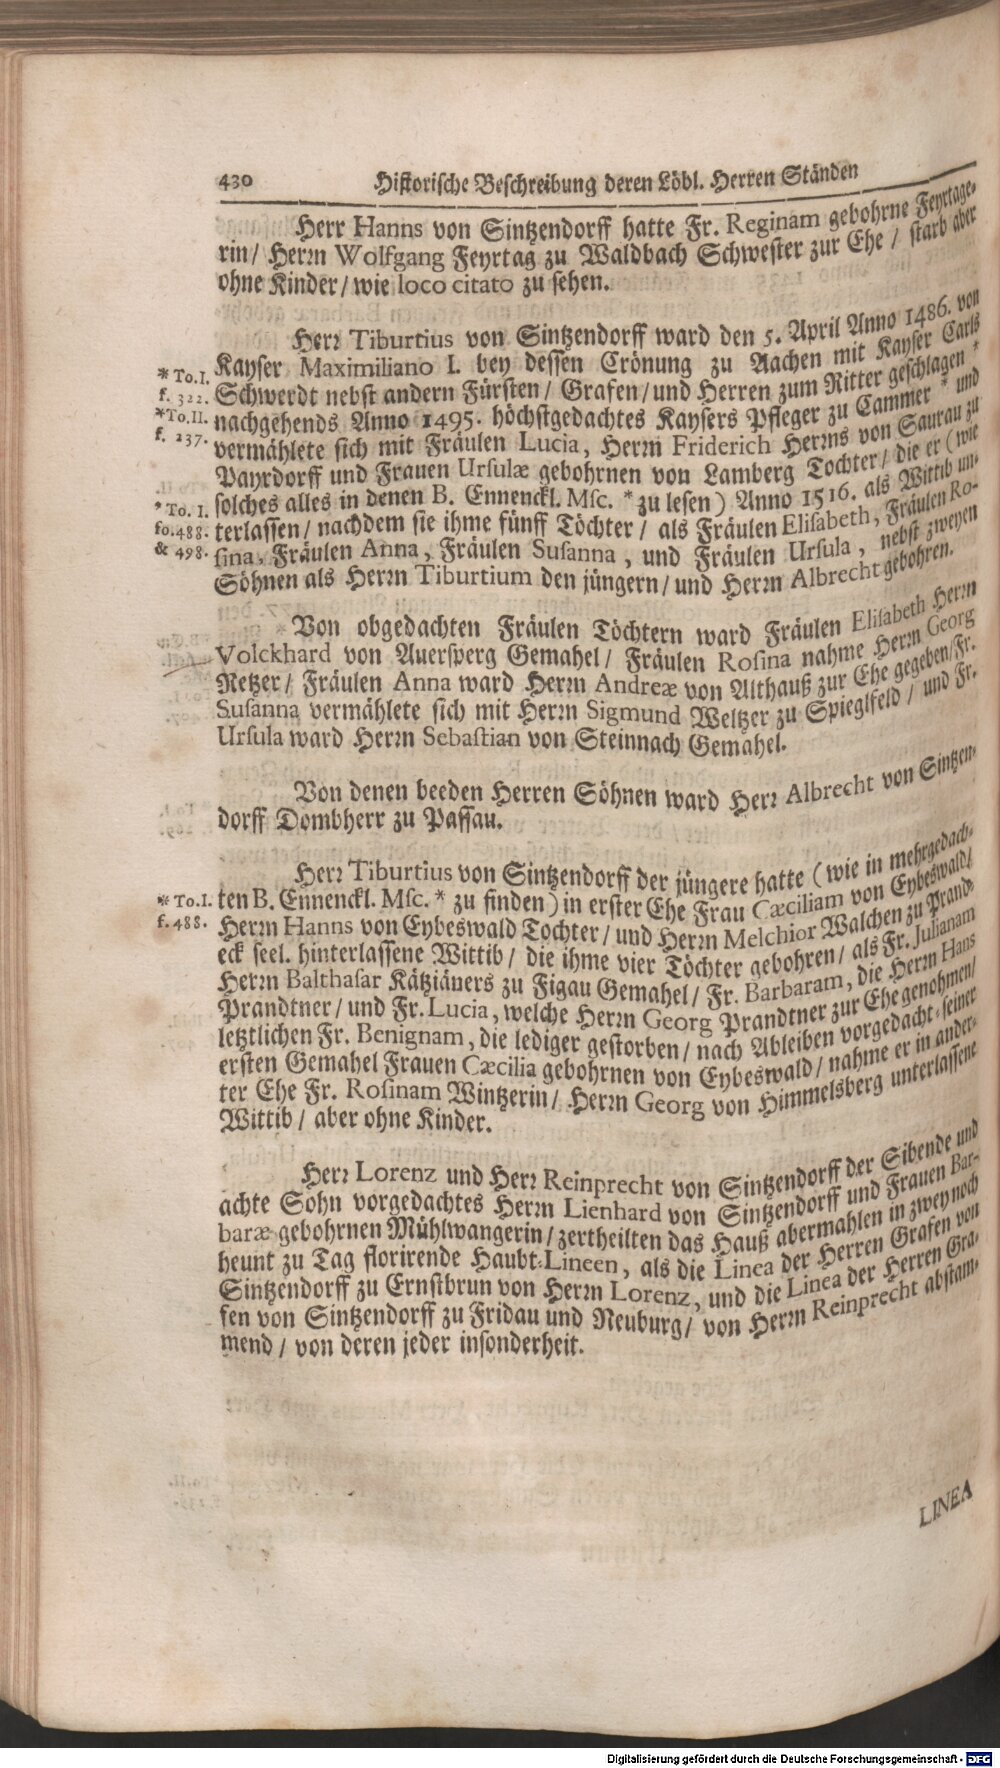 430 Historische Beschreibung deren Löbl. Herren Ständen
Herr Hanns von Sintzendorff hatte Fr. Reginam gebohrne Feyrtage-
rin/ Herrn Wolfgang Feyrtag zu Waldbach Schwester zur Ehe / starb aber
ohne Kinder/ wie loco citato zu sehen.
Herr Tiburtius von Sintzendorff ward den 5. April Anno 1486. von
Kayser Maximiliano I. bey dessen Crönung zu Aachen mit Kayser Carls
* To. I. Schwerdt nebst andern Fürsten/ Grafen/ und Herren zum Ritter geschlagen *
f. 322.
*To. II. nachgehends Anno 1495. höchstgedachtes Kaysers Pfleger zu Cammer * und
f. 237. vermählete sich mit Fräulen Lucia, Herrn Friderich Herrns von Saurau zu
Payrdorff und Frauen Ursulæ gebohrnen von Lamberg Tochter/ die er (wie
* To. I. solches alles in denen B. Ennenckl. Msc. * zu lesen) Anno 1516. als Wittib un-
fo. 488. terlassen/ nachdem sie ihme fünff Töchter/ als Fräulen Elisabeth, Fräulen Ro-
& 498. sina, Fräulen Anna, Fräulen Susanna, und Fräulen Ursula, nebst zweyen
Söhnen als Herrn Tiburtium den jüngern/ und Herrn Albrecht gebohren.
Von obgedachten Fräulen Töchtern ward Fräulen Elisabeth Herrn
Volckhard von Auersperg Gemahel/ Fräulen Rosina nahme Herrn Georg
Retzer/ Fräulen Anna ward Herrn Andreæ von Althauß zur Ehe gegeben/ Fr.
Susanna vermählete sich mit Herrn Sigmund Weltzer zu Spieglfeld / und Fr.
Ursula ward Herrn Sebastian von Steinnach Gemahel.
Von denen beeden Herren Söhnen ward Herr Albrecht von Sintzen-
dorff Dombherr zu Passau.
Herr Tiburtius von Sintzendorff der jüngere hatte (wie in mehrgedach-
* To. I. ten B. Ennenckl. Msc. * zu finden) in erster Ehe Frau Cæciliam von Eybeswald/
f. 488. Herrn Hanns von Eybeswald Tochter/ und Herrn Melchior Walchen zu Prand-
eck seel. hinterlassene Wittib/ die ihme vier Töchter gebohren/ als Fr. Julianam
Herrn Balthasar Kätziäners zu Figau Gemahel/ Fr. Barbaram, die Herrn Hans
Prandtner/ und Fr. Lucia, welche Herrn Georg Prandtner zur Ehe genohmen/
letztlichen Fr. Benignam, die lediger gestorben/ nach Ableiben vorgedacht-seiner
ersten Gemahel Frauen Cæcilia gebohrnen von Eybeswald/ nahme er in ander-
ter Ehe Fr. Rosinam Wintzerin/ Herrn Georg von Himmelsberg unterlassene
Wittib/ aber ohne Kinder.
Herr Lorenz und Herr Reinprecht von Sintzendorff der Sibende und
achte Sohn vorgedachtes Herrn Lienhard von Sintzendorff und Frauen Bar-
baræ gebohrnen Mühlwangerin/ zertheilten das Hauß abermahlen in zwey noch
heunt zu Tag florirende Haubt-Lineen, als die Linea der Herren Grafen von
Sintzendorff zu Ernstbrun von Herrn Lorenz, und die Linea der Herren Gra-
fen von Sintzendorff zu Fridau und Neuburg/ von Herrn Reinprecht abstam-
mend/ von deren jeder insonderheit.
LINEA
Digitalisierung gefördert durch die Deutsche Forschungsgemeinschaft - DFG